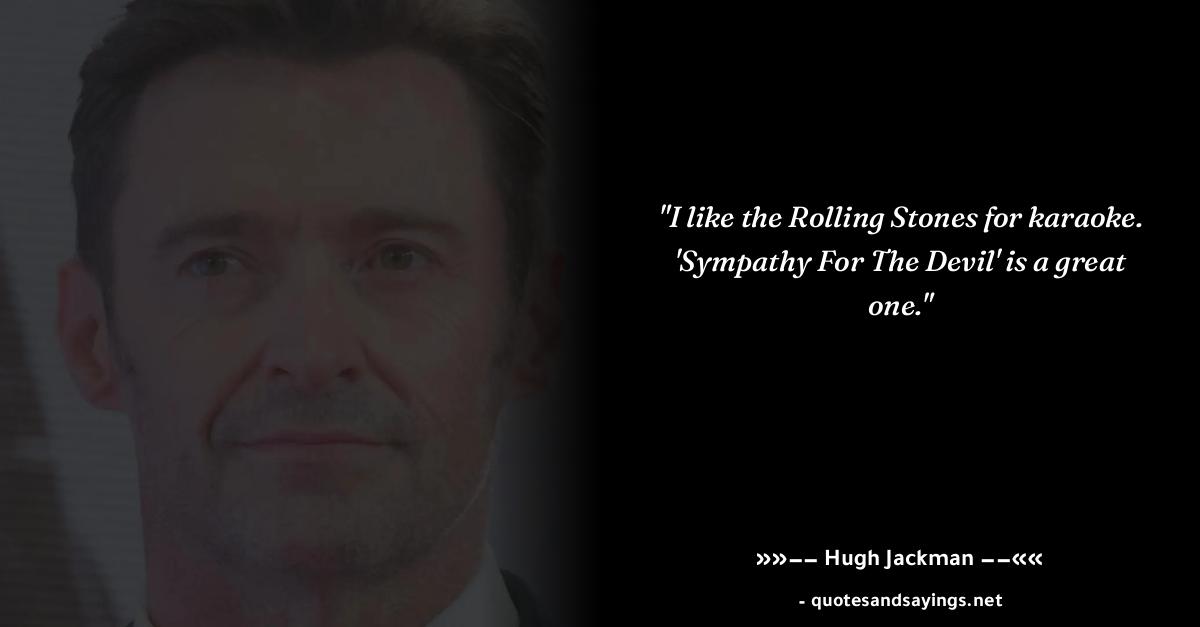 "I like the Rolling Stones for karaoke.
'Sympathy For The Devil' is a great
one."
»»−− Hugh Jackman −−««
- quotesandsayings.net